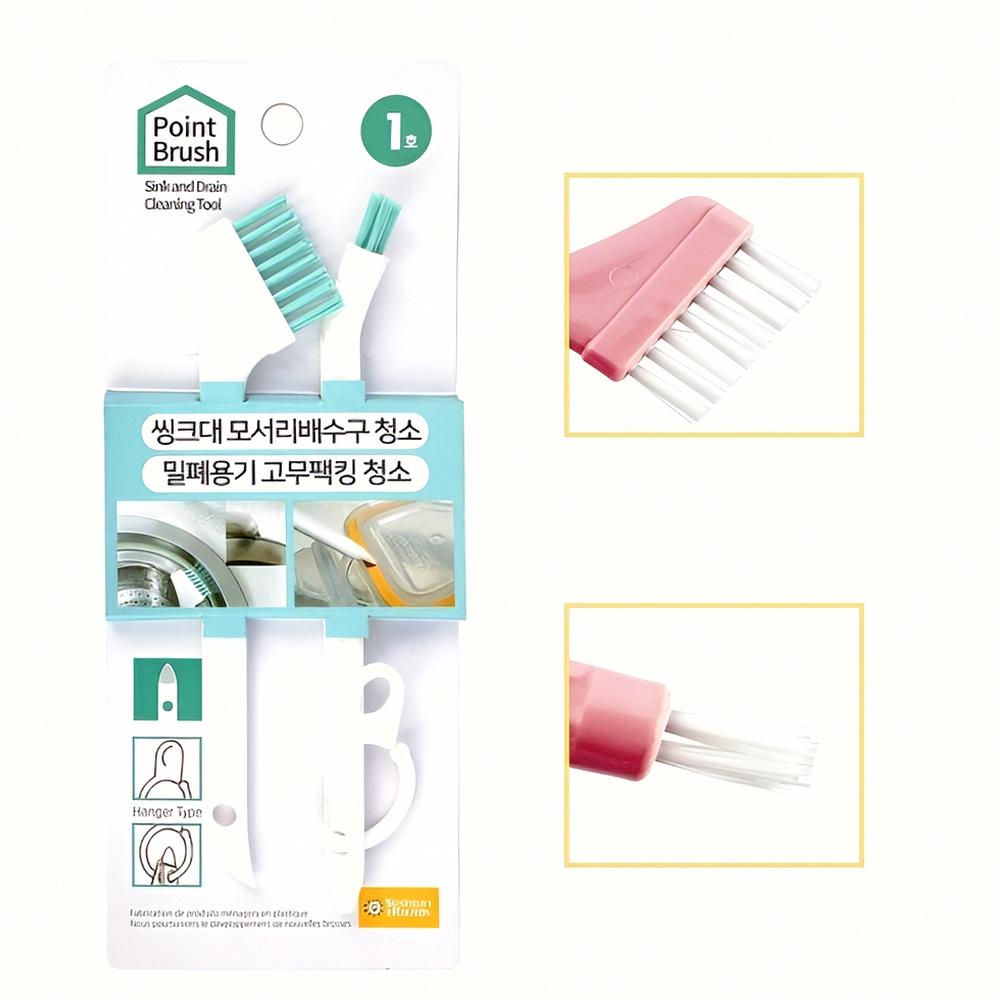 Point
Brush
Sink and Drain
Cleaning Tool
1호
씽크대 모서리배수구 청소
밀폐용기 고무팩킹 청소
Hanger Type